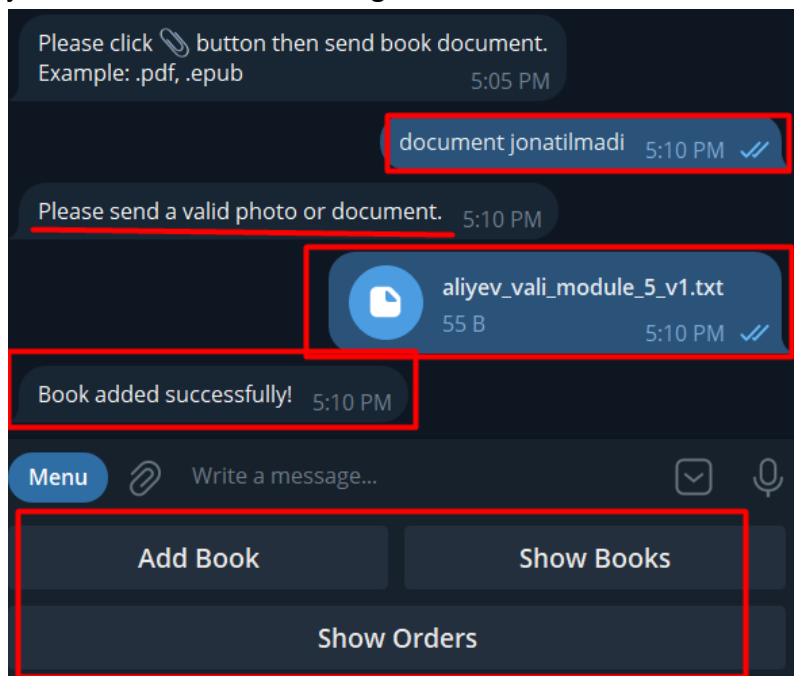 Please click 📎 button then send book document.
Example: .pdf, .epub
5:05 PM
document jonatilmadi 5:10 PM
Please send a valid photo or document. 5:10 PM
aliyev_vali_module_5_v1.txt
55 B
5:10 PM
Book added successfully! 5:10 PM
Menu
Write a message...
Add Book
Show Books
Show Orders